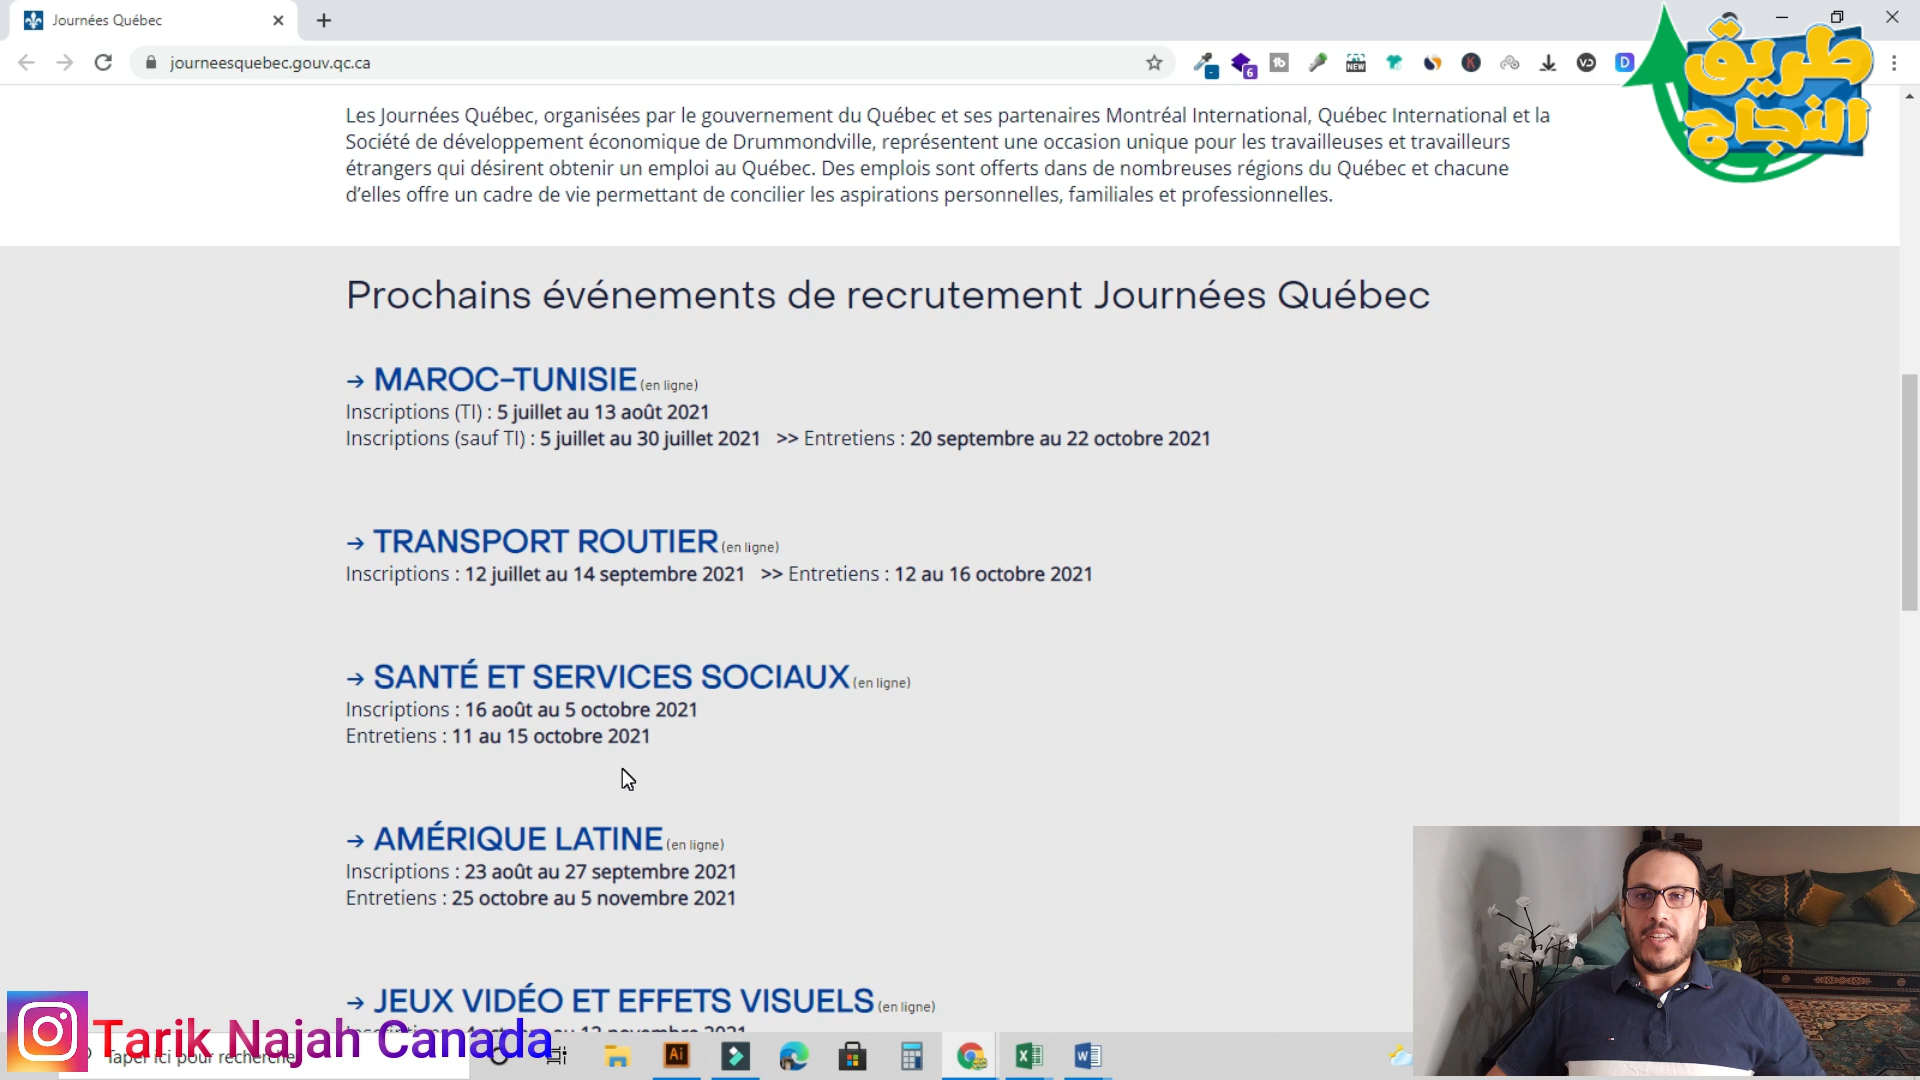 Journées Québec
journeesquebec.gouv.qc.ca
طريق
النجاح
Les Journées Québec, organisées par le gouvernement du Québec et ses partenaires Montréal International, Québec International et la
Société de développement économique de Drummondville, représentent une occasion unique pour les travailleuses et travailleurs
étrangers qui désirent obtenir un emploi au Québec. Des emplois sont offerts dans de nombreuses régions du Québec et chacune
d'elles offre un cadre de vie permettant de concilier les aspirations personnelles, familiales et professionnelles.
Prochains événements de recrutement Journées Québec
→ MAROC-TUNISIE (en ligne)
Inscriptions (TI) : 5 juillet au 13 août 2021
Inscriptions (sauf TI) : 5 juillet au 30 juillet 2021 >> Entretiens : 20 septembre au 22 octobre 2021
→ TRANSPORT ROUTIER (en ligne)
Inscriptions : 12 juillet au 14 septembre 2021 >> Entretiens : 12 au 16 octobre 2021
→ SANTÉ ET SERVICES SOCIAUX (en ligne)
Inscriptions : 16 août au 5 octobre 2021
Entretiens : 11 au 15 octobre 2021
→ AMÉRIQUE LATINE (en ligne)
Inscriptions : 23 août au 27 septembre 2021
Entretiens : 25 octobre au 5 novembre 2021
→ JEUX VIDÉO ET EFFETS VISUELS (en ligne)
Tarik Najah Canada
Taper ici pour recherche